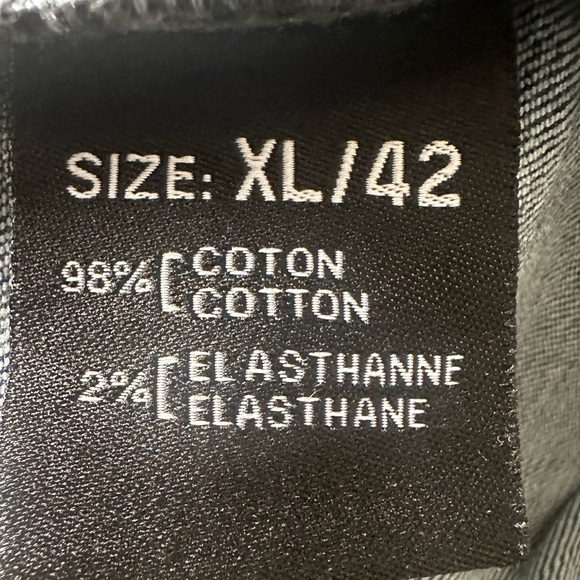 SIZE: XL/42
98% [COTON
COTTON
2% [ELASTHANNE
ELASTHANE